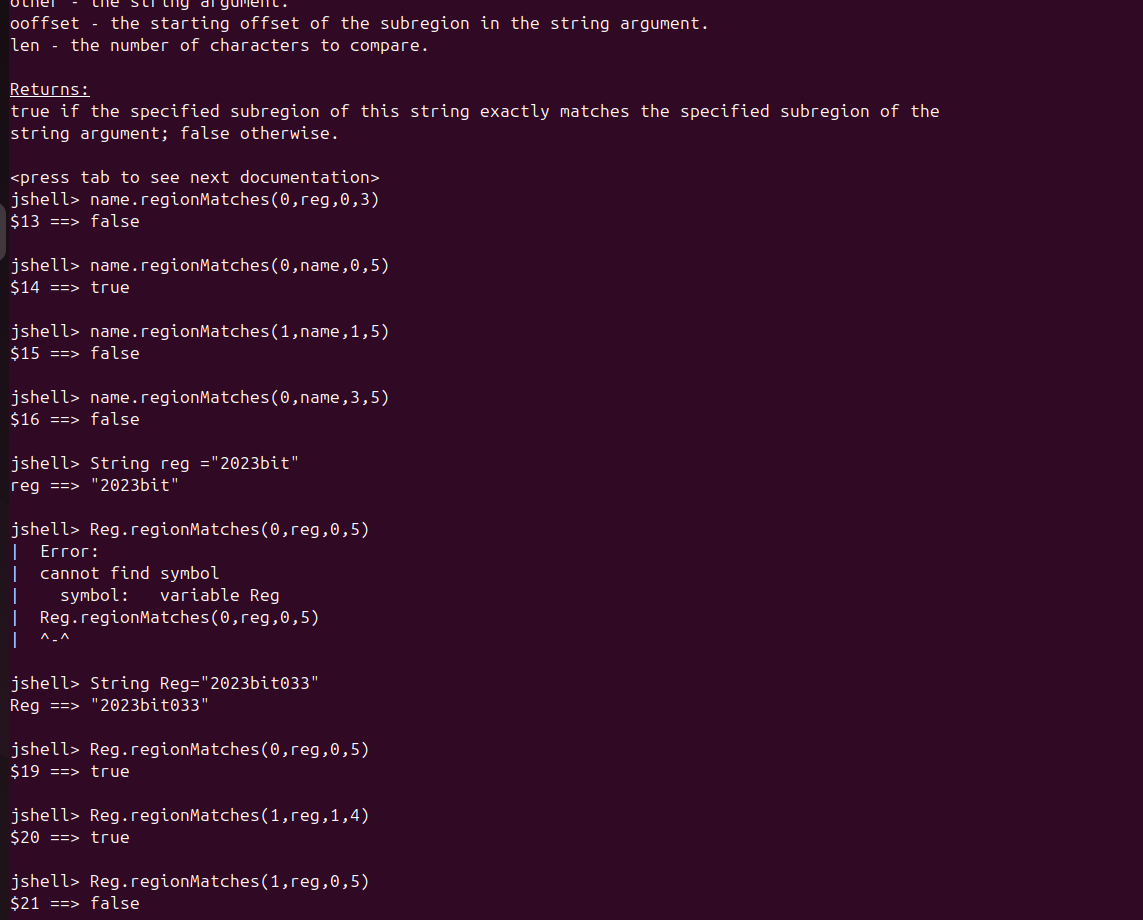 other - the string argument.
ooffset - the starting offset of the subregion in the string argument.
len - the number of characters to compare.
Returns:
true if the specified subregion of this string exactly matches the specified subregion of the
string argument; false otherwise.
<press tab to see next documentation>
jshell> name.regionMatches(0,reg,0,3)
$13 ==> false
jshell> name.regionMatches(0,name,0,5)
$14 ==> true
jshell> name.regionMatches(1,name,1,5)
$15 ==> false
jshell> name.regionMatches(0,name,3,5)
$16 ==> false
jshell> String reg ="2023bit"
reg ==> "2023bit"
jshell> Reg.regionMatches(0,reg,0,5)
|  Error:
|  cannot find symbol
|    symbol:   variable Reg
|  Reg.regionMatches(0,reg,0,5)
|  ^-^
jshell> String Reg="2023bit033"
Reg ==> "2023bit033"
jshell> Reg.regionMatches(0,reg,0,5)
$19 ==> true
jshell> Reg.regionMatches(1,reg,1,4)
$20 ==> true
jshell> Reg.regionMatches(1,reg,0,5)
$21 ==> false